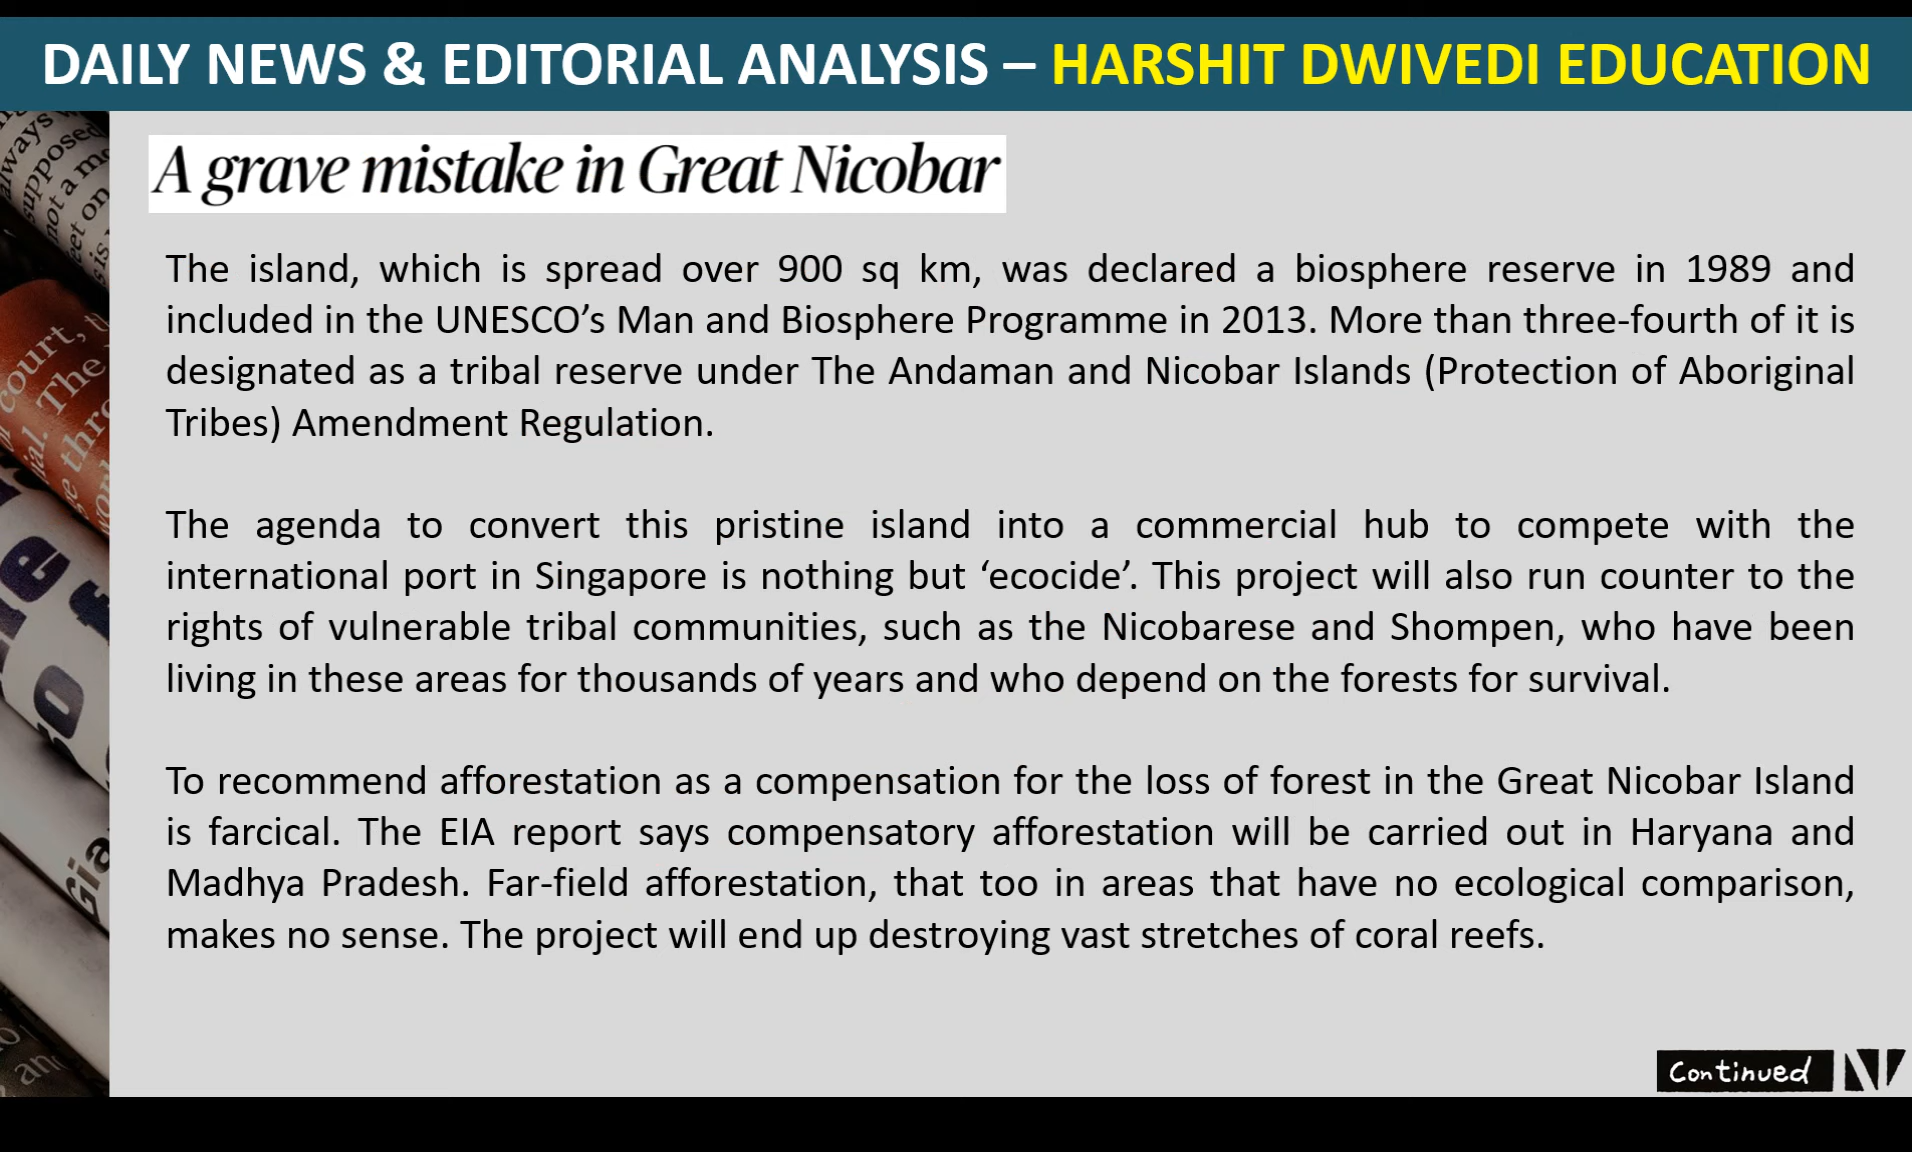 DAILY NEWS & EDITORIAL ANALYSIS – HARSHIT DWIVEDI EDUCATION
A grave mistake in Great Nicobar
The island, which is spread over 900 sq km, was declared a biosphere reserve in 1989 and
included in the UNESCO’s Man and Biosphere Programme in 2013. More than three-fourth of it is
designated as a tribal reserve under The Andaman and Nicobar Islands (Protection of Aboriginal
Tribes) Amendment Regulation.
The agenda to convert this pristine island into a commercial hub to compete with the
international port in Singapore is nothing but ‘ecocide’. This project will also run counter to the
rights of vulnerable tribal communities, such as the Nicobarese and Shompen, who have been
living in these areas for thousands of years and who depend on the forests for survival.
To recommend afforestation as a compensation for the loss of forest in the Great Nicobar Island
is farcical. The EIA report says compensatory afforestation will be carried out in Haryana and
Madhya Pradesh. Far-field afforestation, that too in areas that have no ecological comparison,
makes no sense. The project will end up destroying vast stretches of coral reefs.
Continued